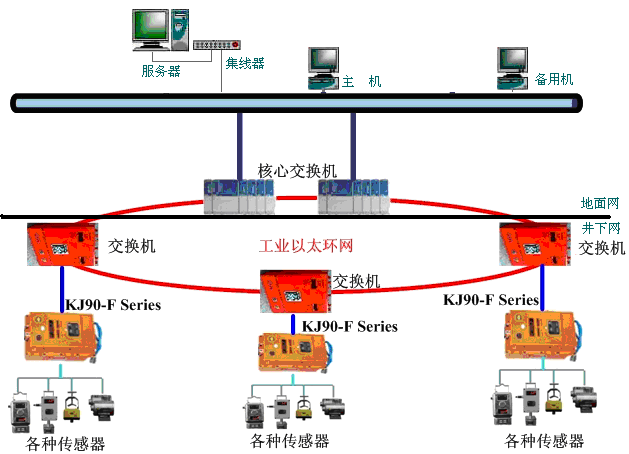 服务器
集线器
主 机
备用机
核心交换机
地面网
井下网
交换机
工业以太环网
交换机
交换机
KJ90-F Series
KJ90-F Series
KJ90-F Series
各种传感器
各种传感器
各种传感器